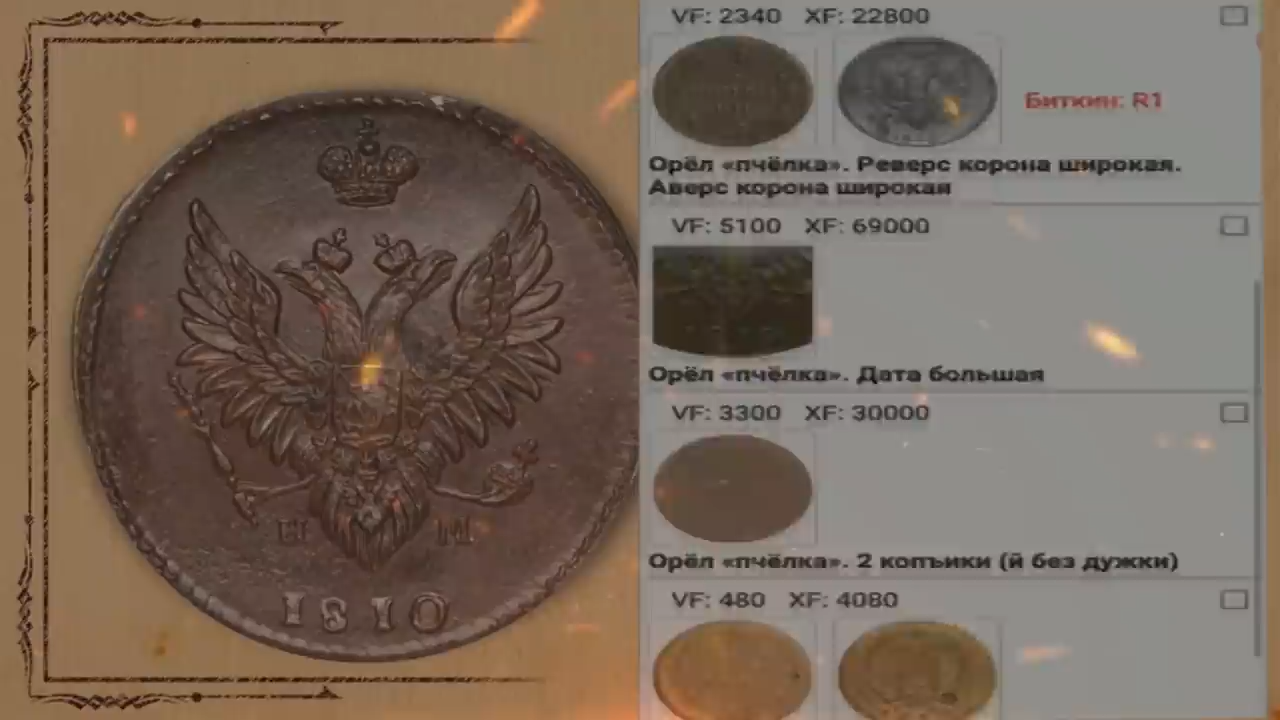 Н М
1810
VF: 2340 XF: 22800
Биткин: R1
Орёл «пчёлка». Реверс корона широкая.
Аверс корона широкая
VF: 5100 XF: 69000
Орёл «пчёлка». Дата большая
VF: 3300 XF: 30000
Орёл «пчёлка». 2 копъики (й без дужки)
VF: 480 XF: 4080